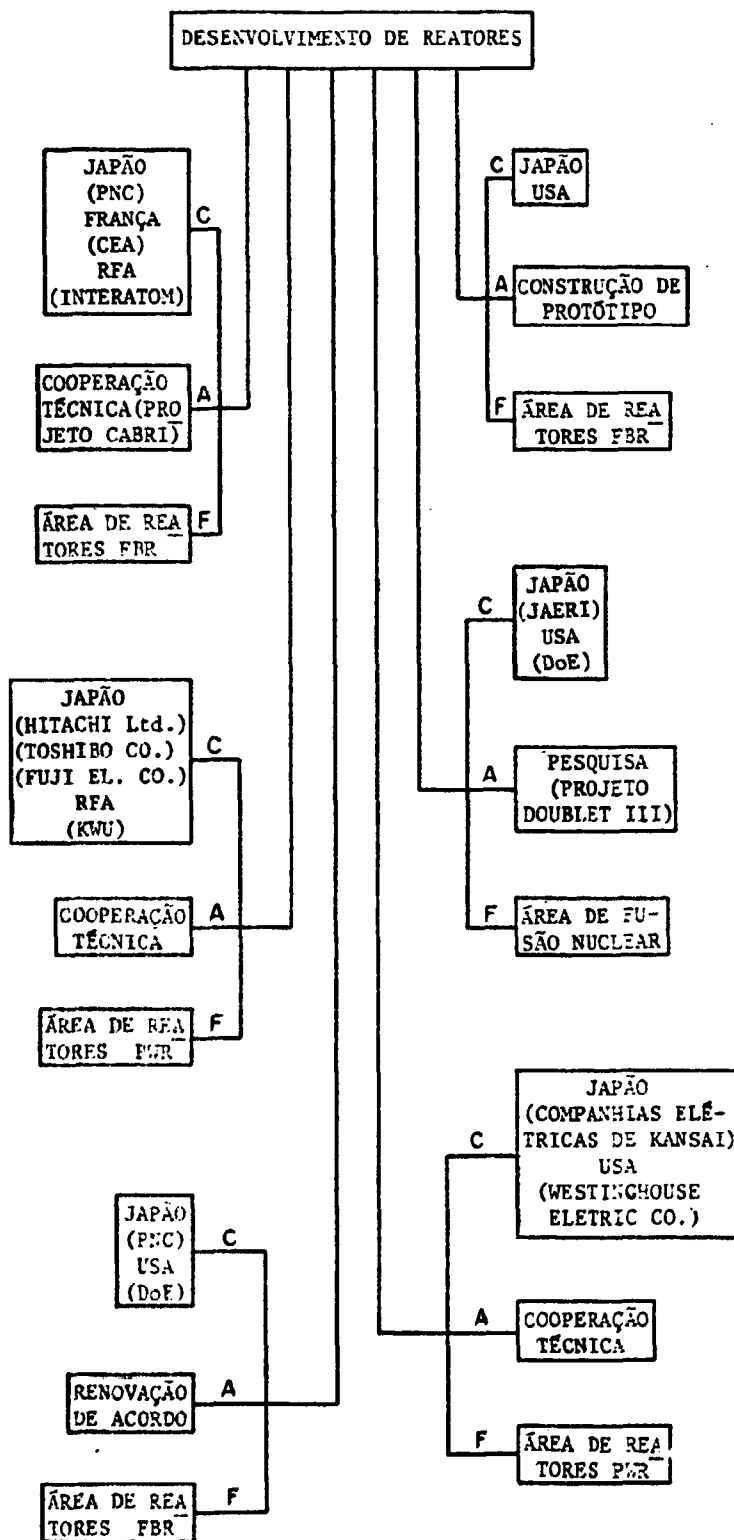 DESENVOLVIMENTO DE REATORES
JAPÃO
(PNC)
FRANÇA
(CEA)
RFA
(INTERATOM)
C
COOPERAÇÃO
TÉCNICA(PRO
JETO CABRI)
A
ÁREA DE REA
TORES FBR
F
JAPÃO
(HITACHI Ltd.)
(TOSHIBO CO.)
(FUJI EL. CO.)
RFA
(KWU)
C
COOPERAÇÃO
TÉCNICA
A
ÁREA DE REA
TORES PWR
F
JAPÃO
(PNC)
USA
(DoE)
C
RENOVAÇÃO
DE ACORDO
A
ÁREA DE REA
TORES FBR
F
C
JAPÃO
USA
A
CONSTRUÇÃO DE
PROTÓTIPO
F
ÁREA DE REA
TORES FBR
C
JAPÃO
(JAERI)
USA
(DoE)
A
PESQUISA
(PROJETO
DOUBLET III)
F
ÁREA DE FU-
SÃO NUCLEAR
C
JAPÃO
(COMPANHIAS ELÉ-
TRICAS DE KANSAI)
USA
(WESTINGHOUSE
ELETRIC CO.)
A
COOPERAÇÃO
TÉCNICA
F
ÁREA DE REA
TORES PWR